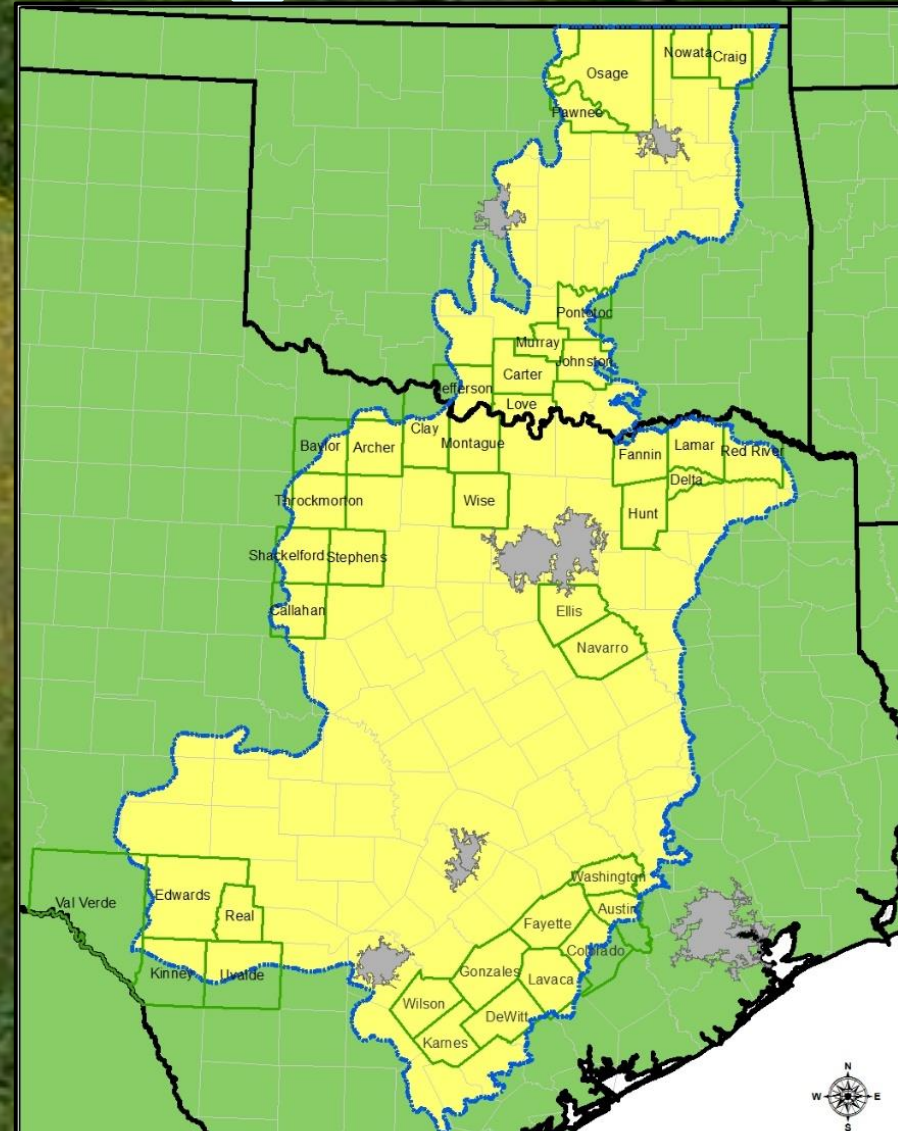 Osage
Nowata
Craig
Pawnee
Pontotoc
Murray
Johnston
Carter
Jefferson
Love
Clay
Montague
Baylor
Archer
Fannin
Lamar
Red River
Delta
Throckmorton
Wise
Hunt
Shackelford
Stephens
Callahan
Ellis
Navarro
Washington
Edwards
Val Verde
Real
Austin
Fayette
Colorado
Kinney
Uvalde
Gonzales
Lavaca
Wilson
DeWitt
Karnes
N
W E
S